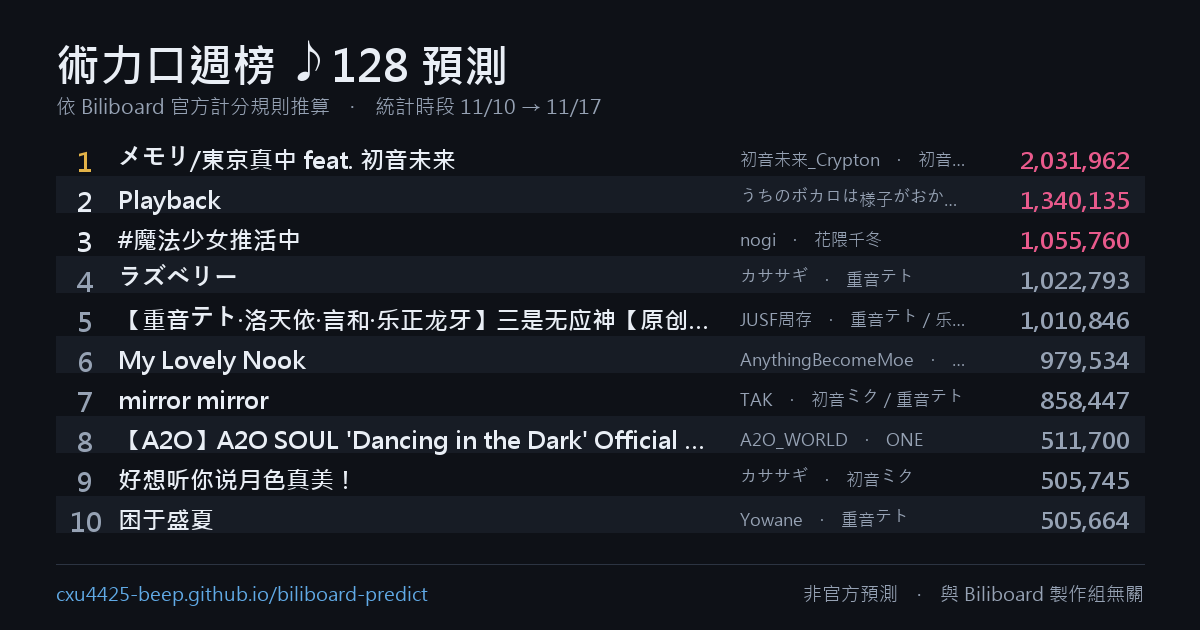 術力口週榜 ♪128 預測
依 Biliboard 官方計分規則推算 · 統計時段 11/10 → 11/17
1 メモリ/東京真中 feat. 初音未来 初音未来_Crypton · 初音… 2,031,962
2 Playback うちのボカロは様子がおか… 1,340,135
3 #魔法少女推活中 nogi · 花隈千冬 1,055,760
4 ラズベリー カササギ · 重音テト 1,022,793
5 【重音テト·洛天依·言和·乐正龙牙】三是无应神【原创… JUSF周存 · 重音テト / 乐… 1,010,846
6 My Lovely Nook AnythingBecomeMoe · … 979,534
7 mirror mirror TAK · 初音ミク / 重音テト 858,447
8 【A2O】A2O SOUL 'Dancing in the Dark' Official … A2O_WORLD · ONE 511,700
9 好想听你说月色真美！ カササギ · 初音ミク 505,745
10 困于盛夏 Yowane · 重音テト 505,664
cxu4425-beep.github.io/biliboard-predict 非官方預測 · 與 Biliboard 製作組無關